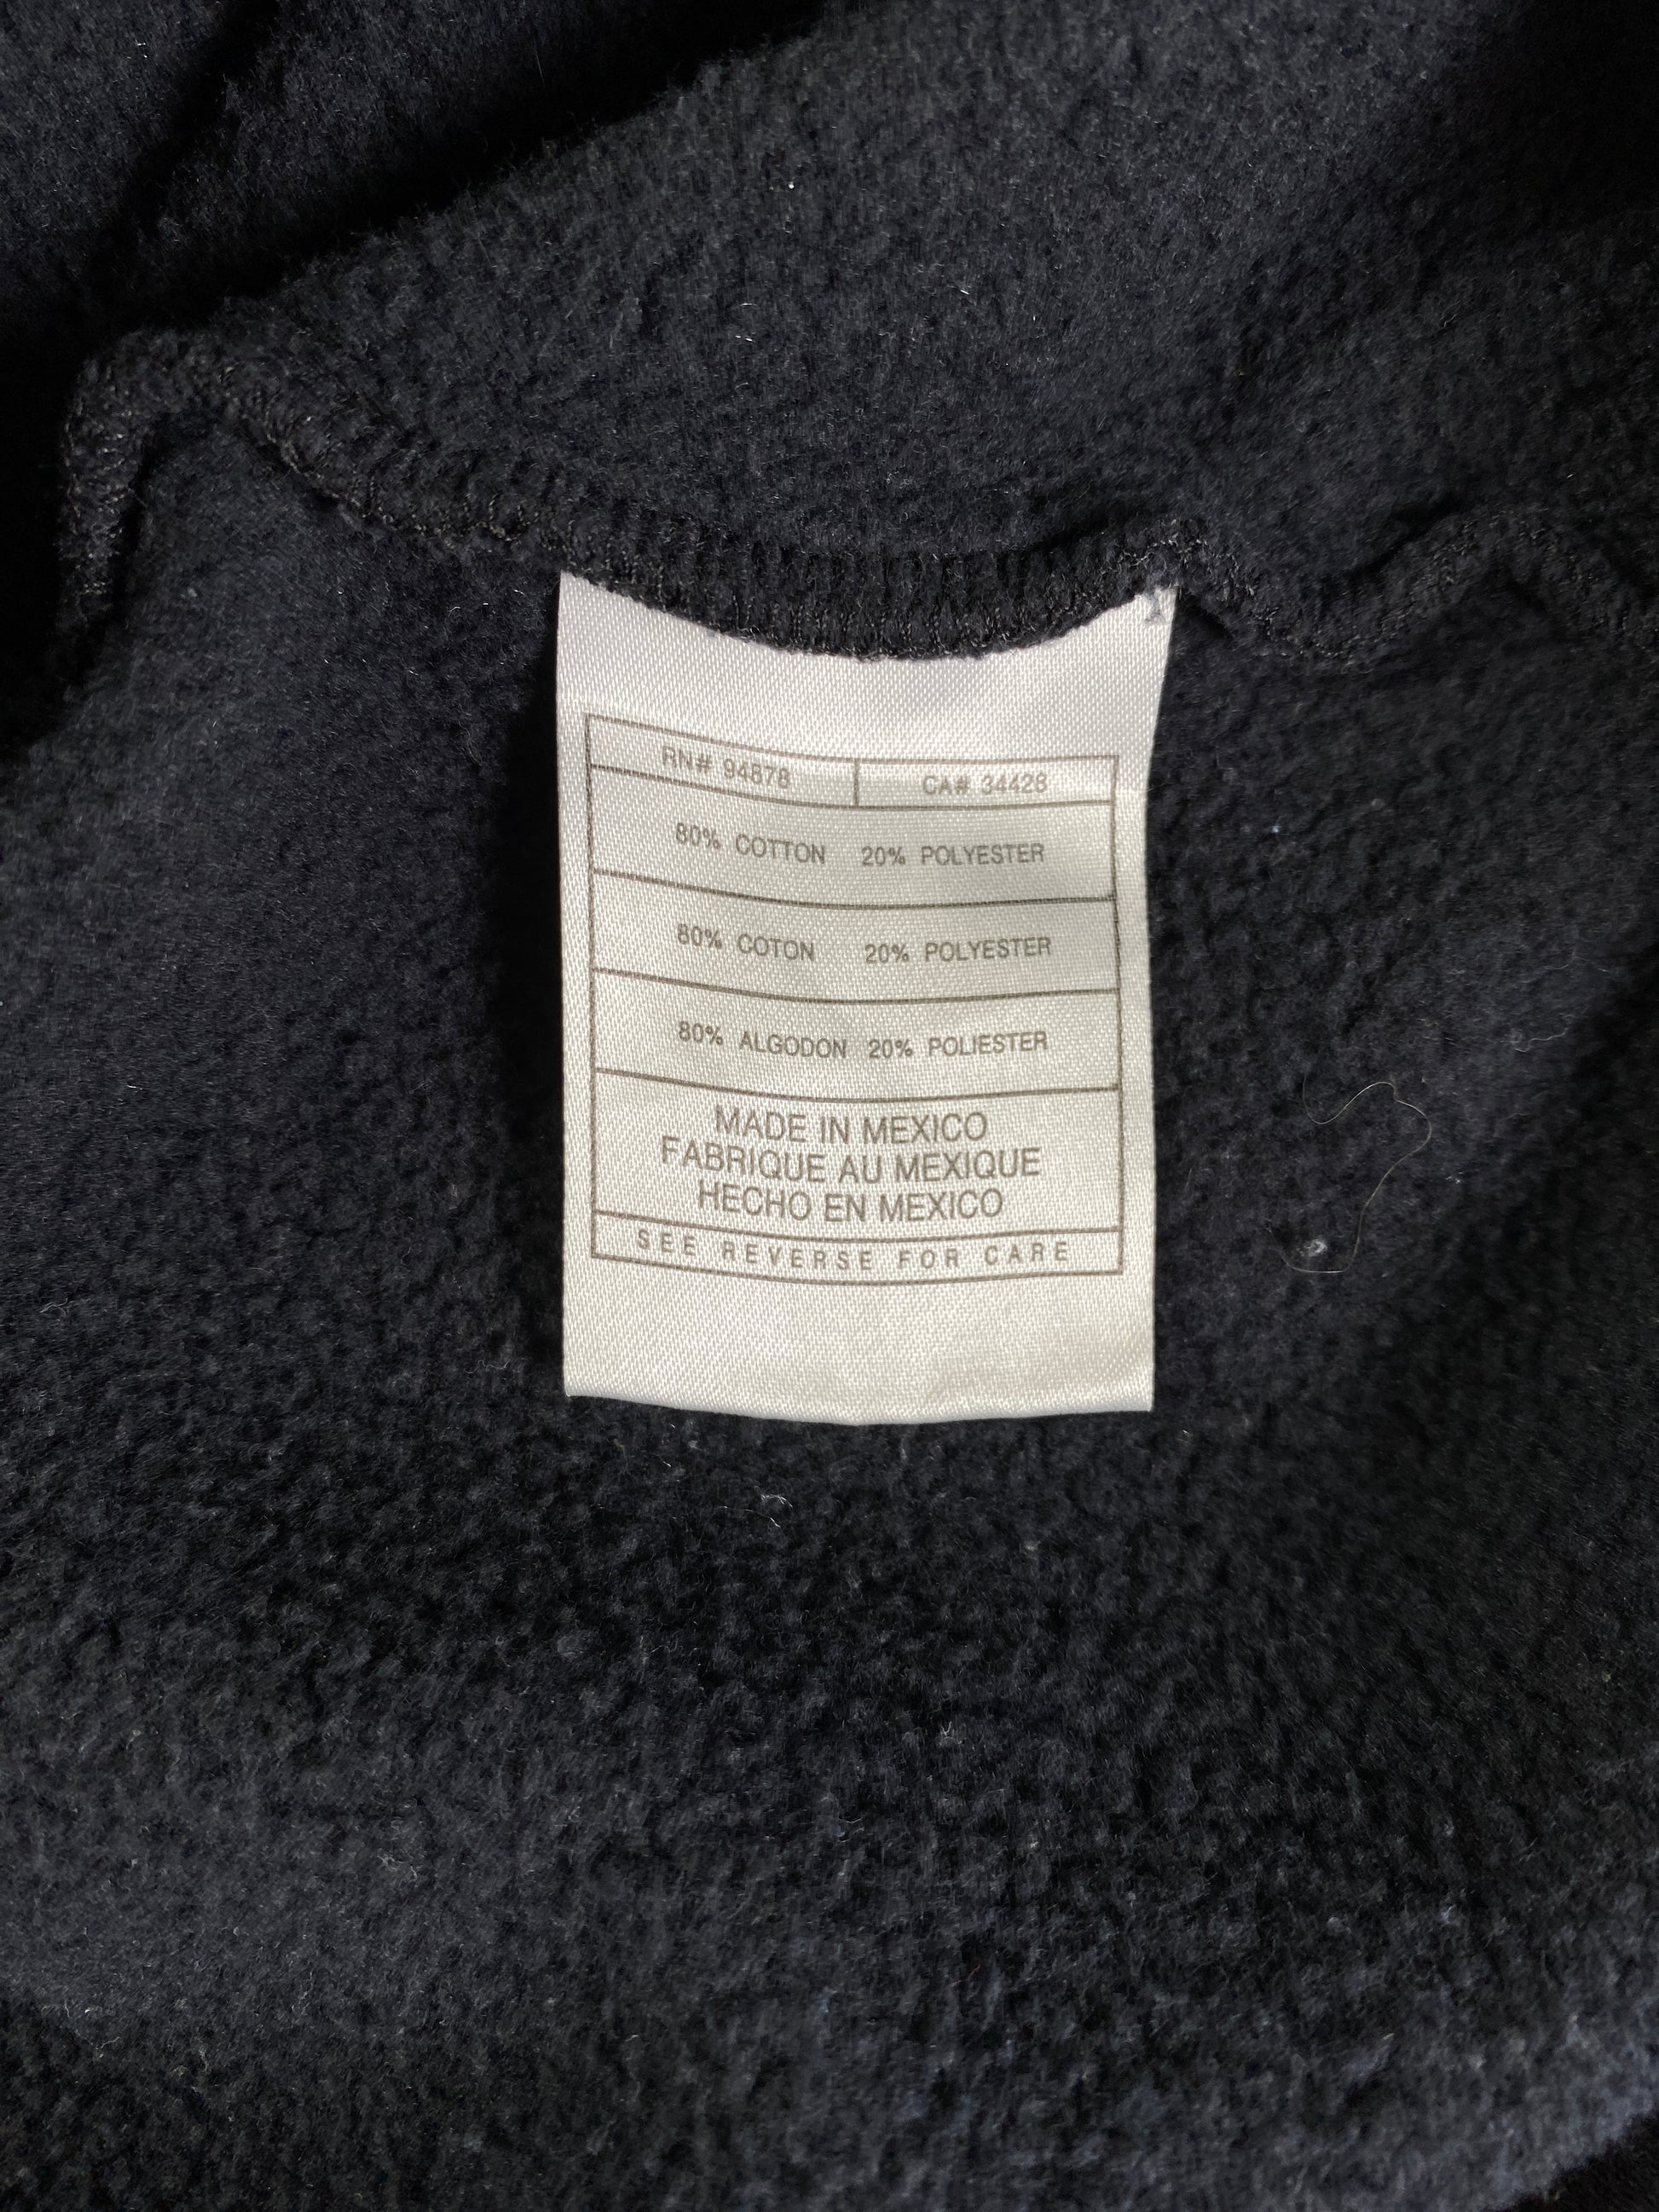 RN# 94878 CA# 34428
80% COTTON 20% POLYESTER
80% COTON 20% POLYESTER
80% ALGODON 20% POLIESTER
MADE IN MEXICO
FABRIQUE AU MEXIQUE
HECHO EN MEXICO
SEE REVERSE FOR CARE